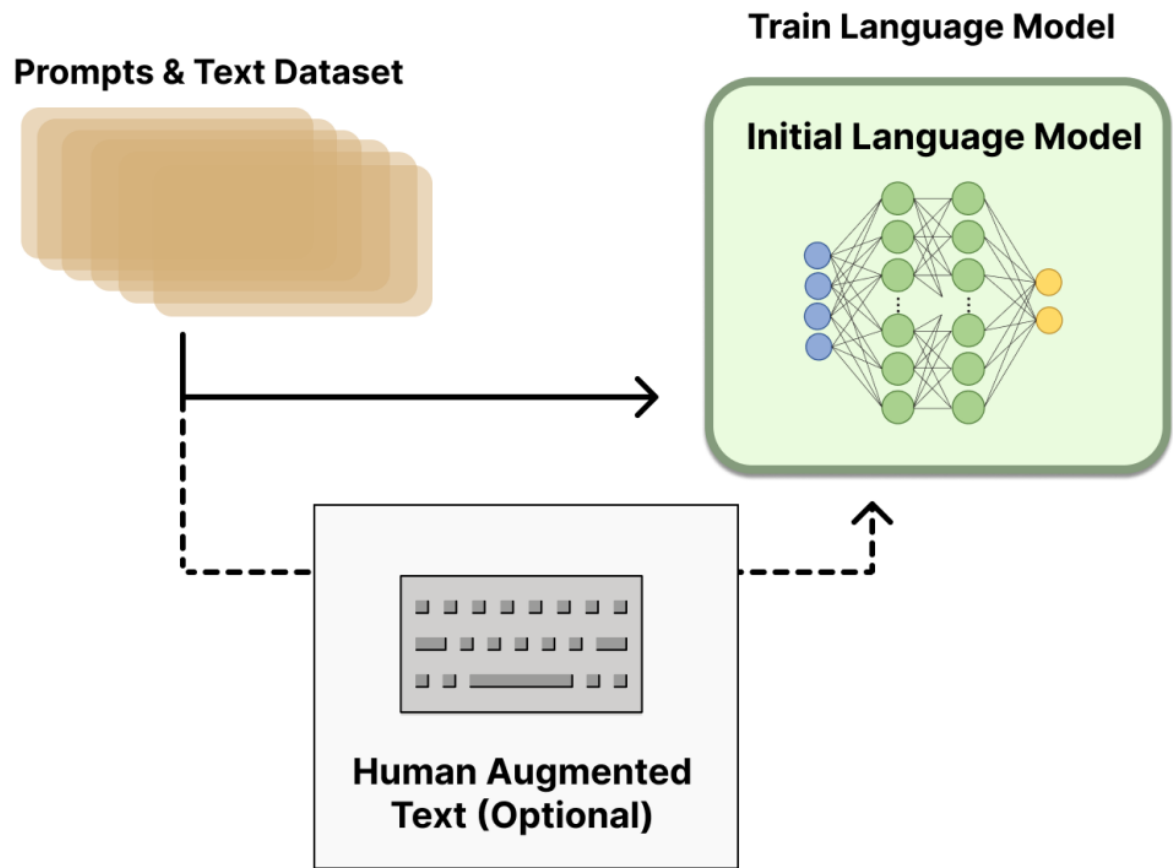 Train Language Model
Prompts & Text Dataset
Initial Language Model
Human Augmented
Text (Optional)